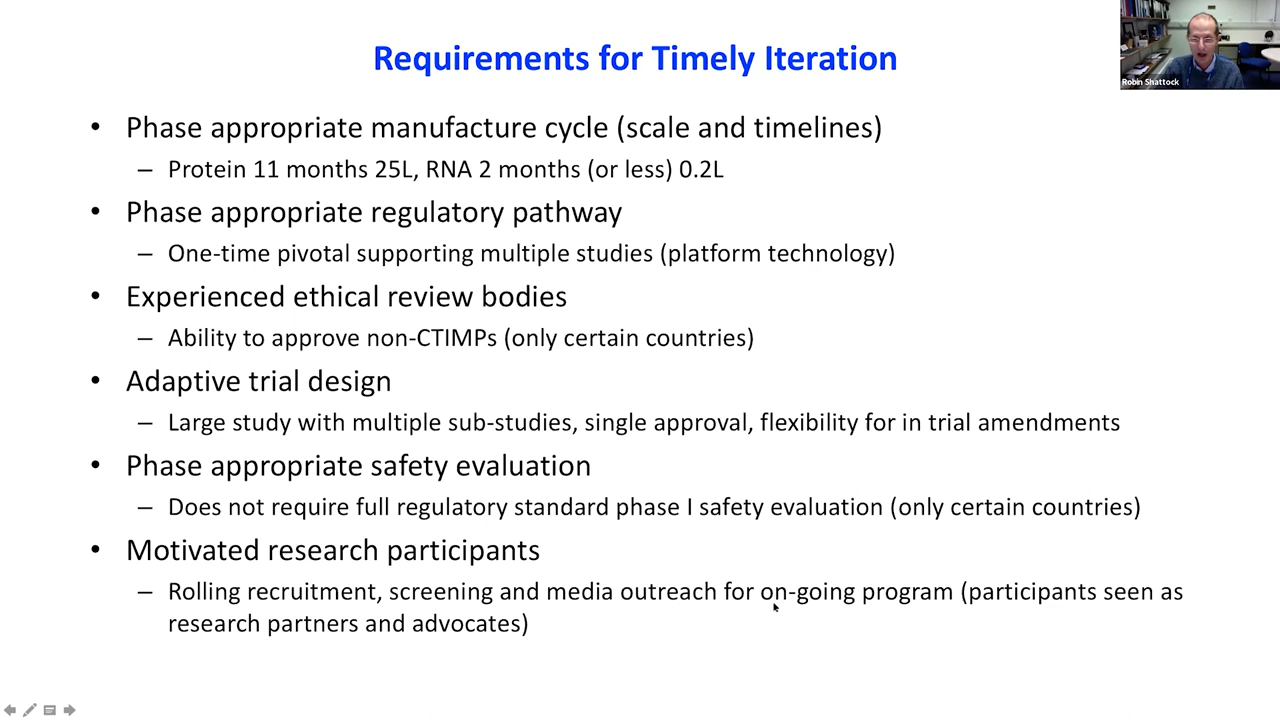 Requirements for Timely Iteration
Robin Shattock
• Phase appropriate manufacture cycle (scale and timelines)
– Protein 11 months 25L, RNA 2 months (or less) 0.2L
• Phase appropriate regulatory pathway
– One-time pivotal supporting multiple studies (platform technology)
• Experienced ethical review bodies
– Ability to approve non-CTIMPs (only certain countries)
• Adaptive trial design
– Large study with multiple sub-studies, single approval, flexibility for in trial amendments
• Phase appropriate safety evaluation
– Does not require full regulatory standard phase I safety evaluation (only certain countries)
• Motivated research participants
– Rolling recruitment, screening and media outreach for on-going program (participants seen as
research partners and advocates)